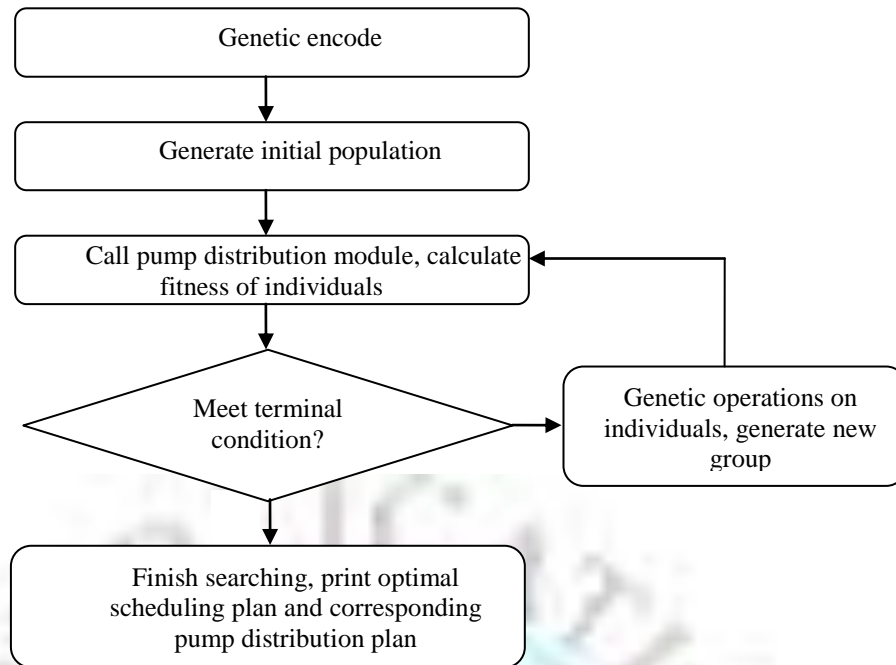 Genetic encode
Generate initial population
Call pump distribution module, calculate
fitness of individuals
Meet terminal
condition?
Genetic operations on
individuals, generate new
group
Finish searching, print optimal
scheduling plan and corresponding
pump distribution plan